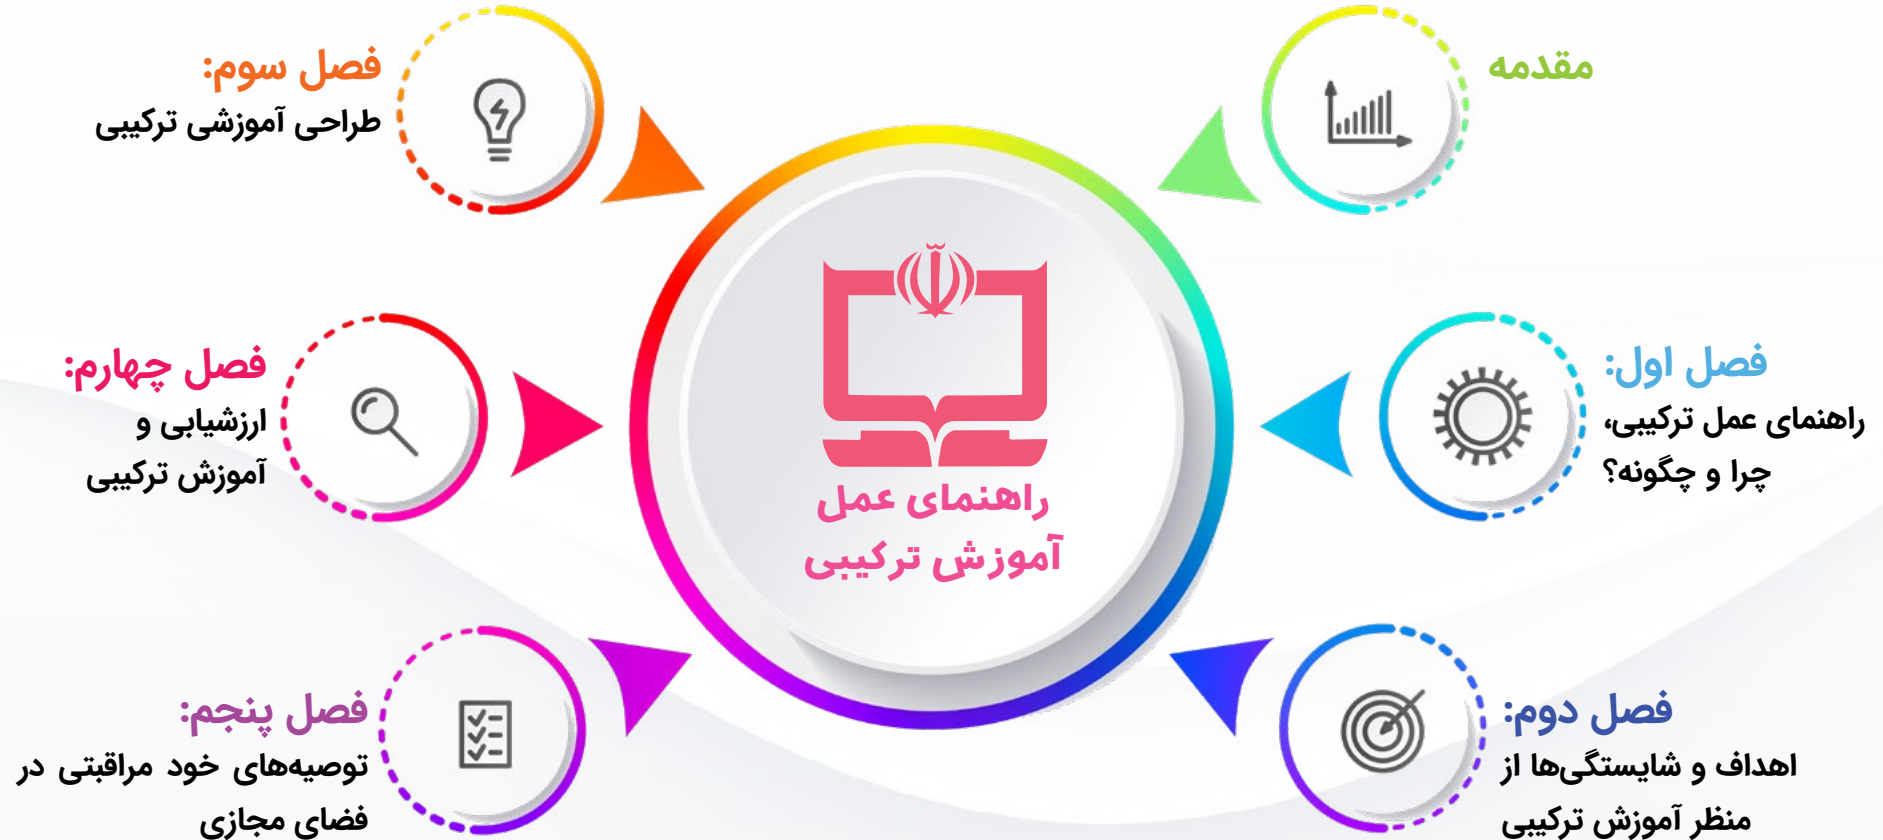 مقدمه
فصل اول:
راهنمای عمل ترکیبی،
چرا و چگونه؟
فصل دوم:
اهداف و شایستگی‌ها از
منظر آموزش ترکیبی
فصل سوم:
طراحی آموزشی ترکیبی
فصل چهارم:
ارزشیابی و
آموزش ترکیبی
فصل پنجم:
توصیه‌های خود مراقبتی در
فضای مجازی
راهنمای عمل
آموزش ترکیبی